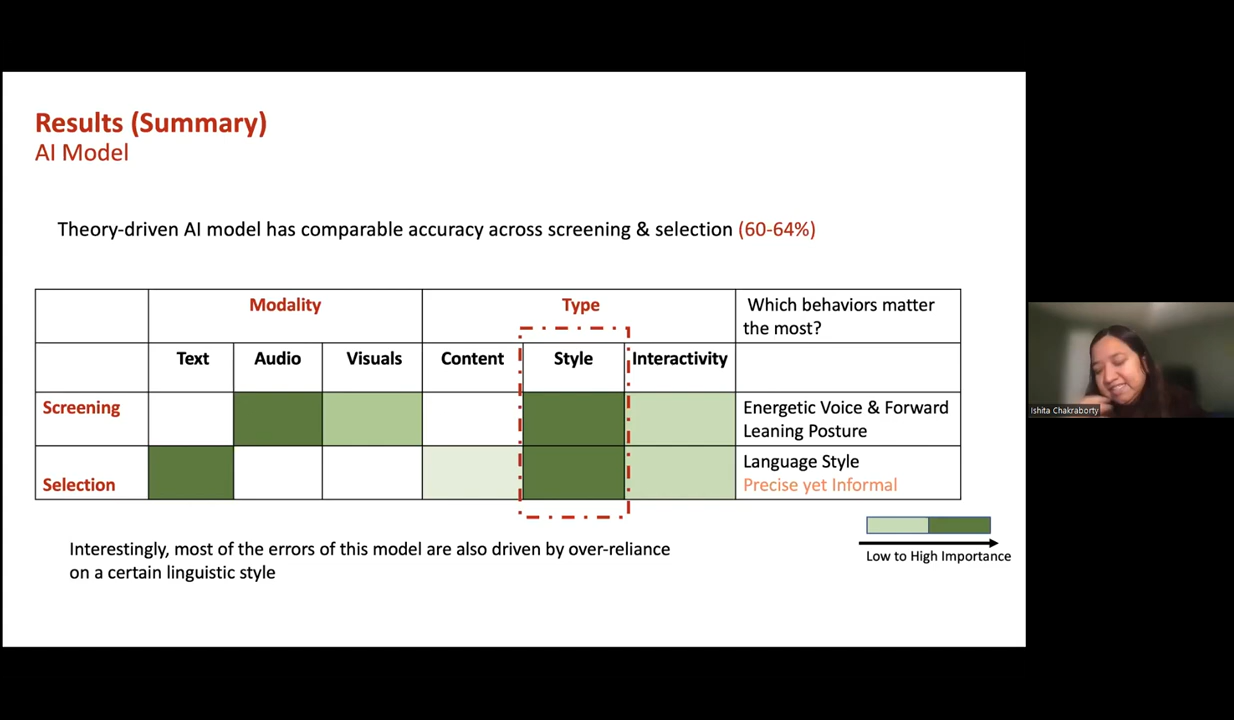 Results (Summary)
AI Model
Theory-driven AI model has comparable accuracy across screening & selection (60-64%)
Modality
Type
Which behaviors matter
the most?
Text
Audio
Visuals
Content
Style
Interactivity
Screening
Energetic Voice & Forward
Leaning Posture
Selection
Language Style
Precise yet Informal
Interestingly, most of the errors of this model are also driven by over-reliance
on a certain linguistic style
Low to High Importance
Ishita Chakraborty